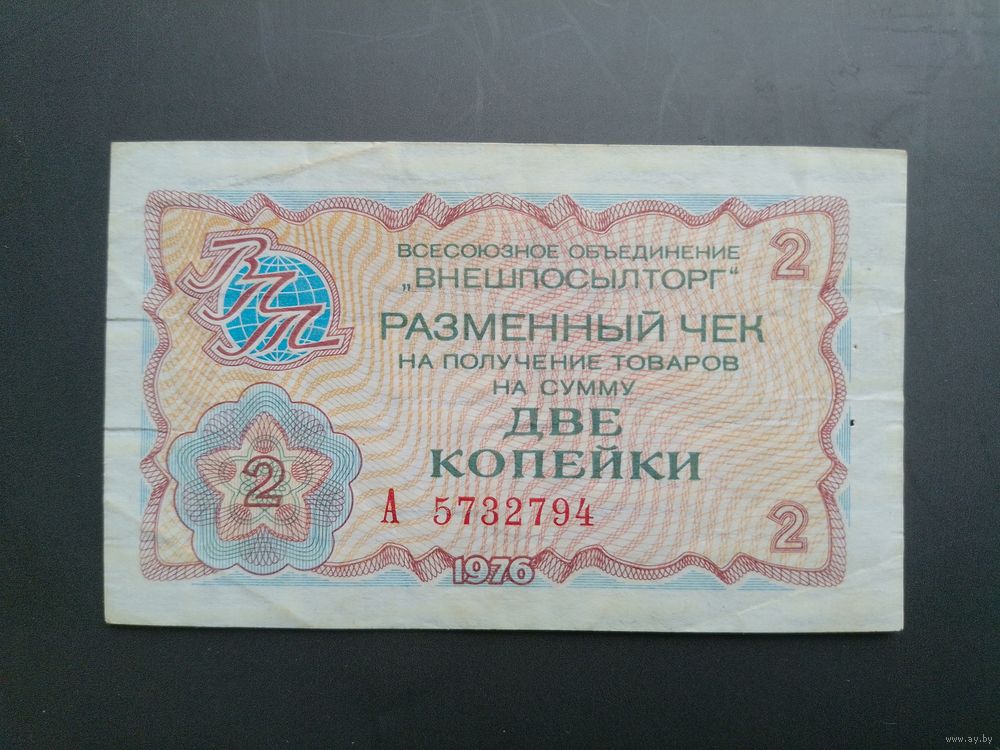 ВПТ
ВСЕСОЮЗНОЕ ОБЪЕДИНЕНИЕ
„ВНЕШПОСЫЛТОРГ“
2
РАЗМЕННЫЙ ЧЕК
НА ПОЛУЧЕНИЕ ТОВАРОВ
НА СУММУ
ДВЕ
КОПЕЙКИ
2
А 5732794
2
1976
www.ay.by